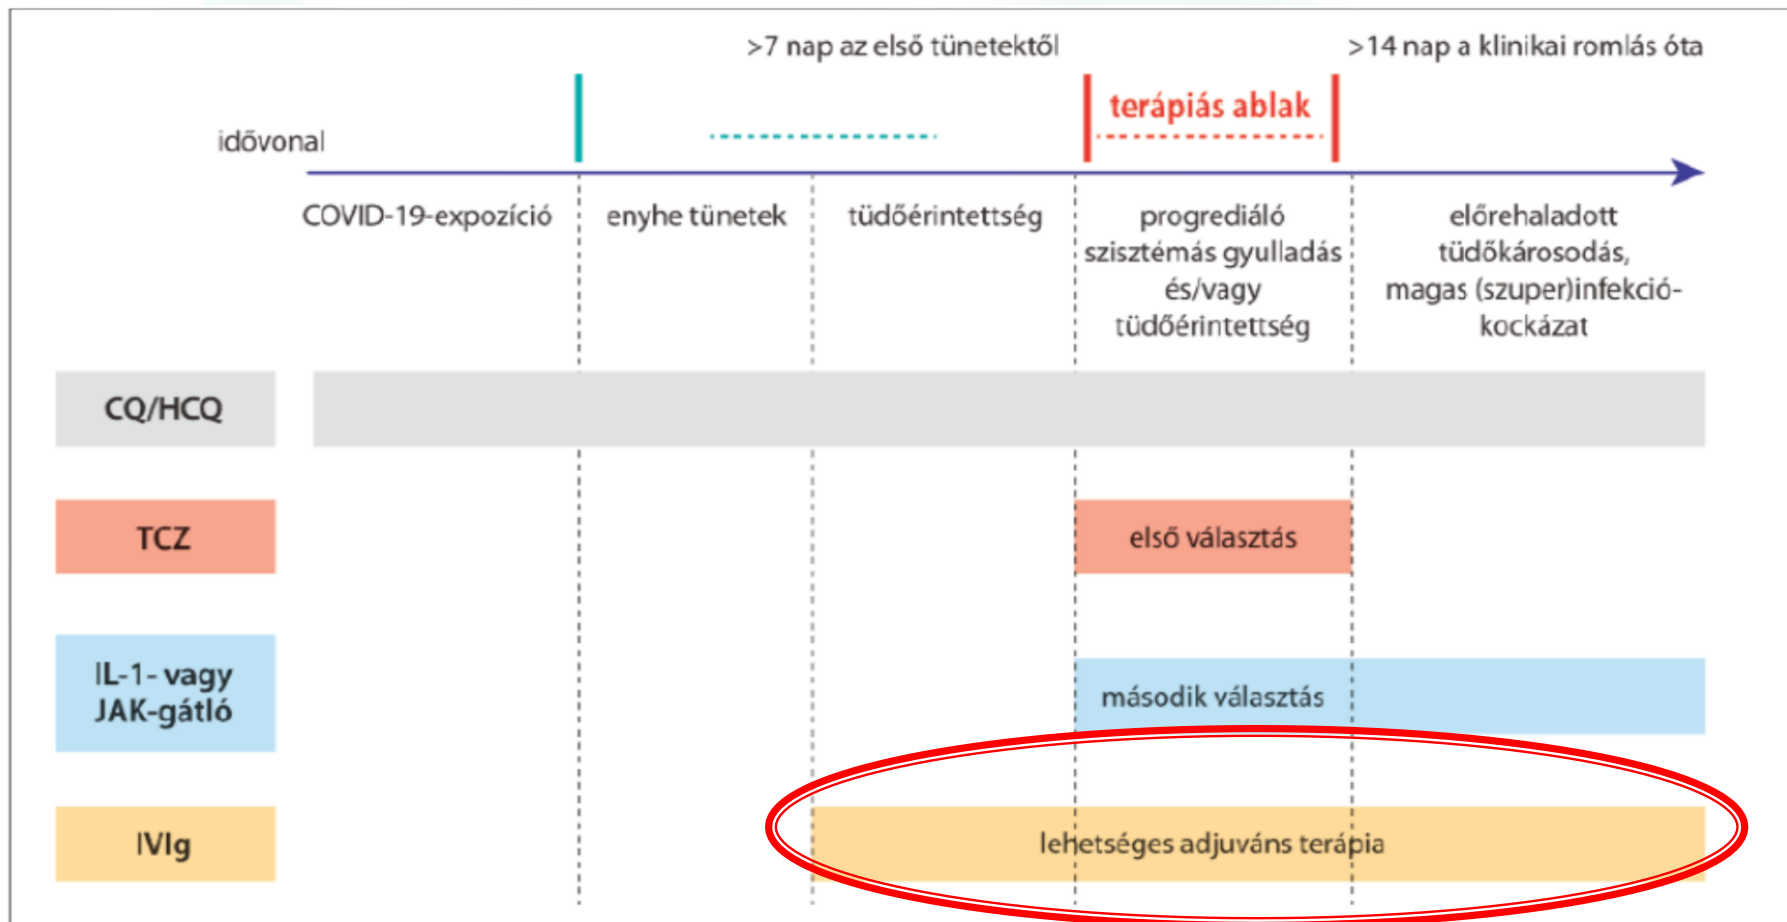 >7 nap az első tünetektől
>14 nap a klinikai romlás óta
terápiás ablak
idővonal
COVID-19-expozíció
enyhe tünetek
tüdőérintettség
progrediáló
szisztémás gyulladás
és/vagy
tüdőérintettség
előrehaladott
tüdőkárosodás,
magas (szuper)infekció-
kockázat
CQ/HCQ
TCZ
első választás
IL-1- vagy
JAK-gátló
második választás
IVIg
lehetséges adjuváns terápia